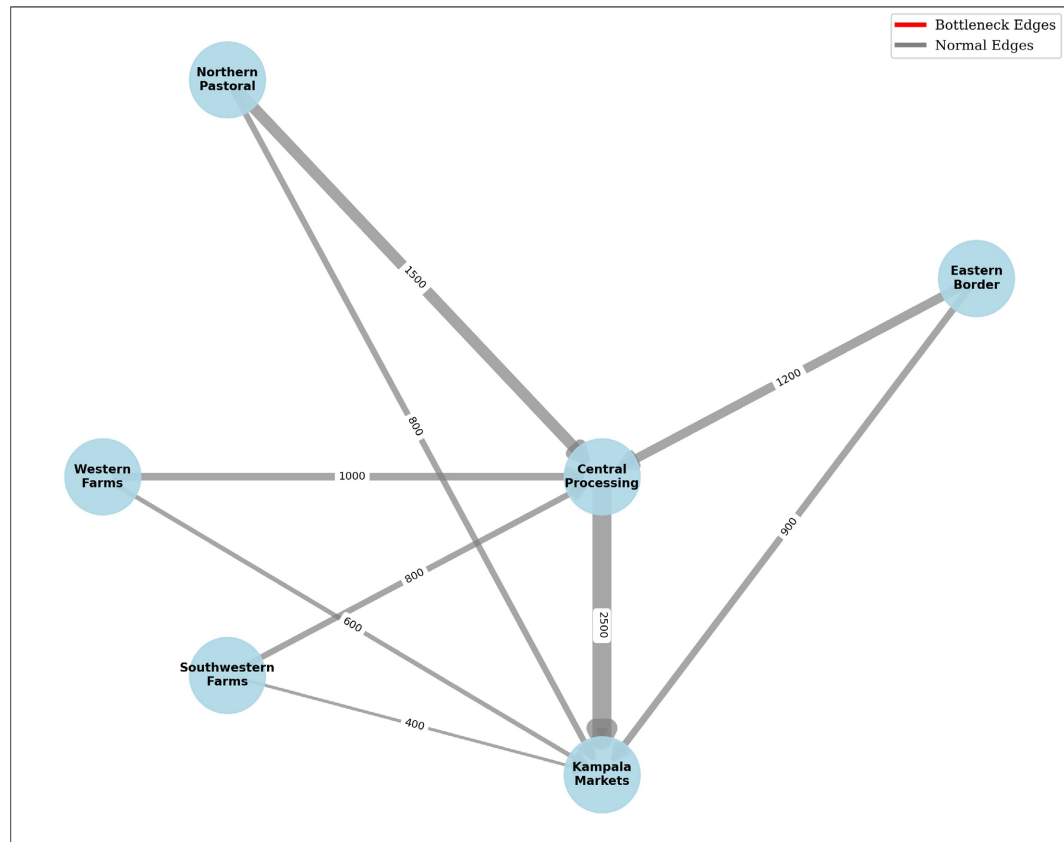 Bottleneck Edges
Normal Edges
Northern
Pastoral
Eastern
Border
1500
1200
800
Western
Farms
1000
Central
Processing
900
800
600
2500
Southwestern
Farms
400
Kampala
Markets